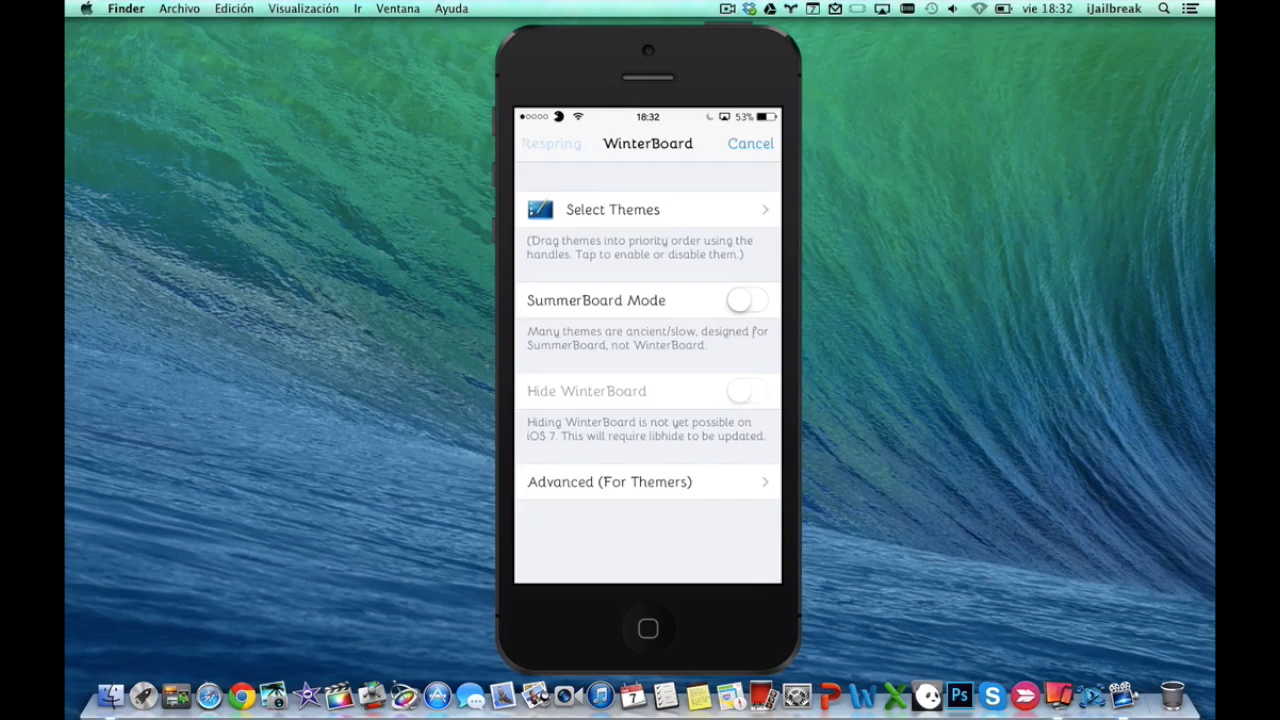 Finder Archivo Edición Visualización Ir Ventana Ayuda vie 18:32 iJailbreak
18:32 53%
Respring WinterBoard Cancel
Select Themes
(Drag themes into priority order using the
handles. Tap to enable or disable them.)
SummerBoard Mode
Many themes are ancient/slow, designed for
SummerBoard, not WinterBoard.
Hide WinterBoard
Hiding WinterBoard is not yet possible on
iOS 7. This will require libhide to be updated.
Advanced (For Themers)
7 P W X Ps S